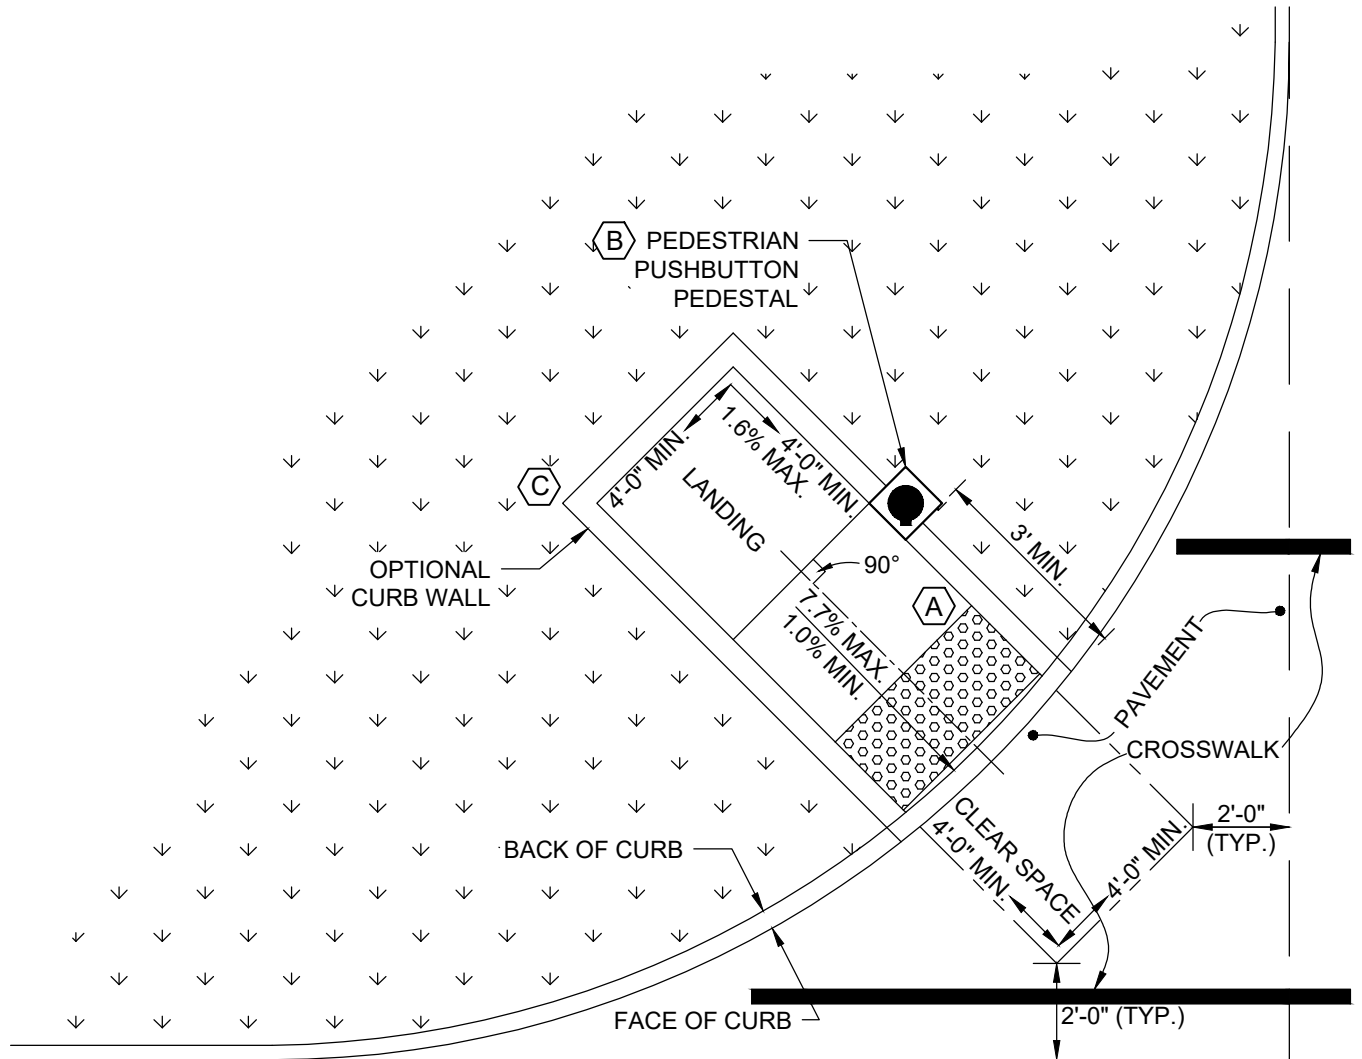 B
PEDESTRIAN
PUSHBUTTON
PEDESTAL
C
OPTIONAL
CURB WALL
4'-0" MIN.
1.6% MAX.
4'-0" MIN.
LANDING
90°
3' MIN.
A
7.7% MAX.
1.0% MIN.
PAVEMENT
CROSSWALK
CLEAR SPACE
4'-0" MIN.
4'-0" MIN.
2'-0"
(TYP.)
BACK OF CURB
FACE OF CURB
2'-0" (TYP.)